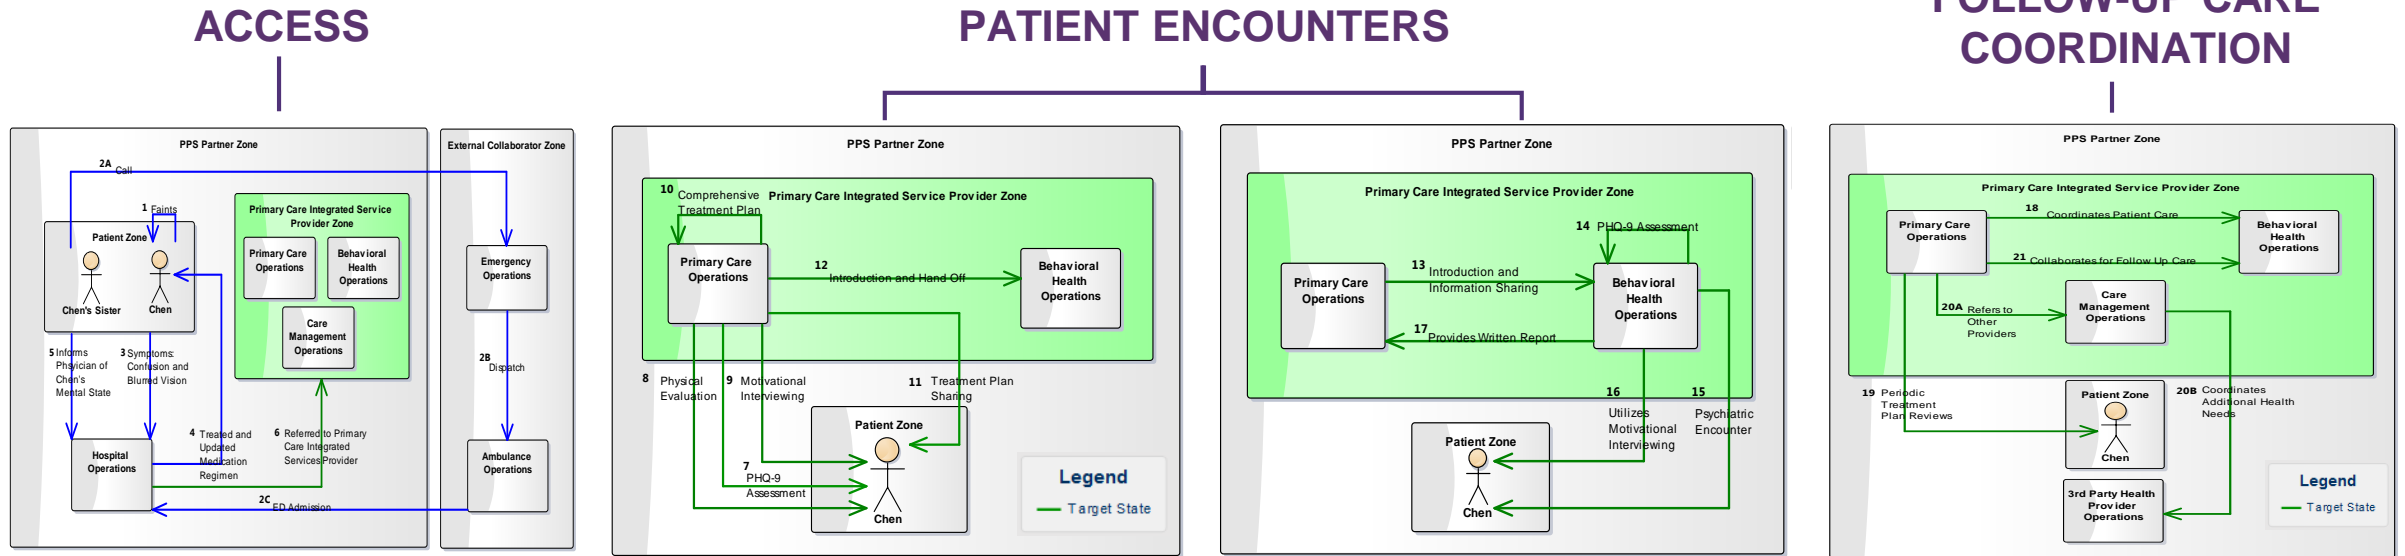 ACCESS
PATIENT ENCOUNTERS
FOLLOW-UP CARE
COORDINATION
PPS Partner Zone
2A
Call
1
Faints
Patient Zone
Chen's Sister
Chen
Primary Care Integrated Service
Provider Zone
Primary Care
Operations
Behavioral
Health
Operations
Care
Management
Operations
5 Informs
Phsyician of
Chen's
Mental State
3 Symptoms:
Confusion and
Blurred Vision
4 Treated and
Updated
Medication
Regimen
6 Referred to Primary
Care Integrated
Services Provider
Hospital
Operations
2C
ED Admission
External Collaborator Zone
Emergency
Operations
2B
Dispatch
Ambulance
Operations
PPS Partner Zone
Primary Care Integrated Service Provider Zone
10
Comprehensive
Treatment Plan
Primary Care
Operations
12
Introduction and Hand Off
Behavioral
Health
Operations
8 Physical
Evaluation
9 Motivational
Interviewing
11 Treatment Plan
Sharing
7
PHQ-9
Assessment
Patient Zone
Chen
Legend
Target State
PPS Partner Zone
Primary Care Integrated Service Provider Zone
14 PHQ-9 Assessment
Primary Care
Operations
13 Introduction and
Information Sharing
Behavioral
Health
Operations
17
Provides Written Report
16
Utilizes
Motivational
Interviewing
15
Psychiatric
Encounter
Patient Zone
Chen
PPS Partner Zone
Primary Care Integrated Service Provider Zone
Primary Care
Operations
18
Coordinates Patient Care
Behavioral
Health
Operations
21 Collaborates for Follow Up Care
20A Refers to
Other
Providers
Care
Management
Operations
19 Periodic
Treatment
Plan Reviews
20B Coordinates
Additional Health
Needs
Patient Zone
Chen
3rd Party Health
Provider
Operations
Legend
Target State